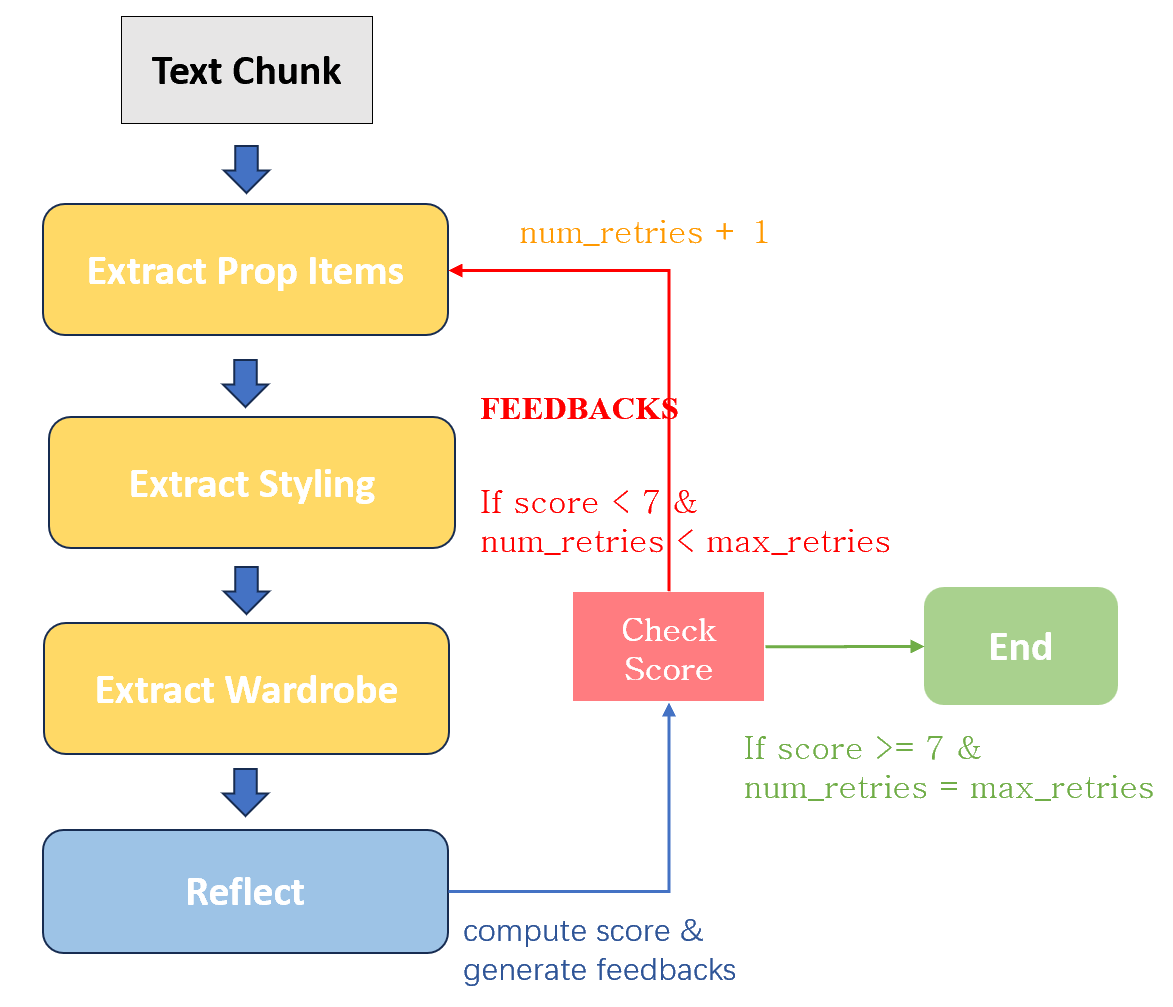 Text Chunk
Extract Prop Items
num_retries + 1
FEEDBACKS
Extract Styling
If score < 7 &
num_retries < max_retries
Check
Score
End
Extract Wardrobe
If score >= 7 &
num_retries = max_retries
Reflect
compute score &
generate feedbacks